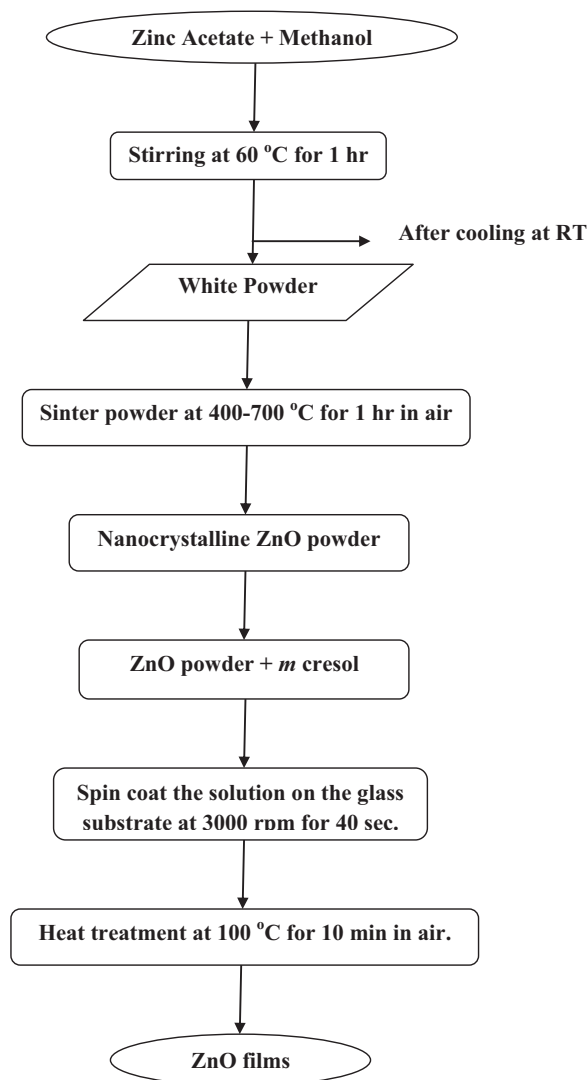 Zinc Acetate + Methanol
Stirring at 60 °C for 1 hr
After cooling at RT
White Powder
Sinter powder at 400-700 °C for 1 hr in air
Nanocrystalline ZnO powder
ZnO powder + m cresol
Spin coat the solution on the glass
substrate at 3000 rpm for 40 sec.
Heat treatment at 100 °C for 10 min in air.
ZnO films